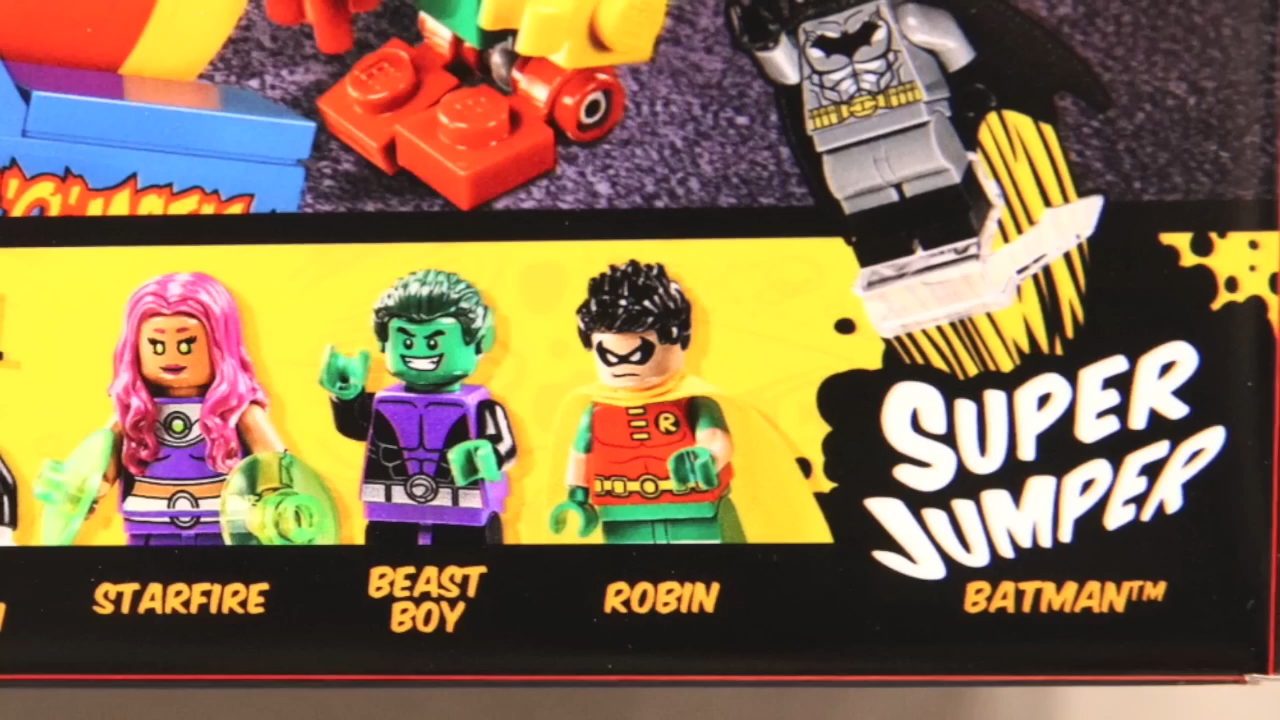 SUPER
JUMPER
STARFIRE
BEAST
BOY
ROBIN
BATMAN™
R